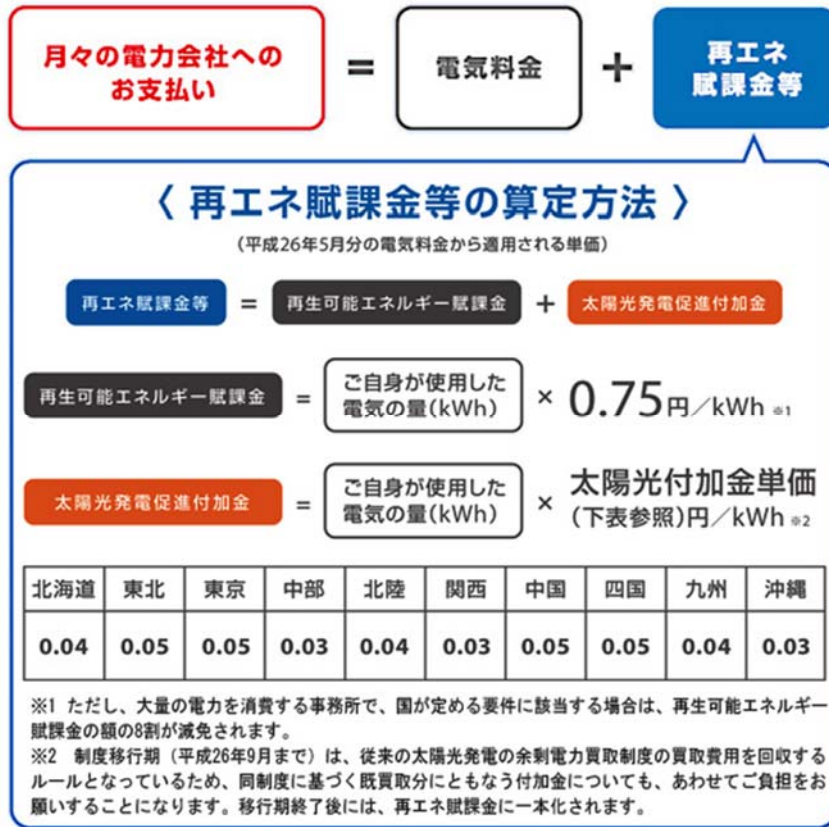 月々の電力会社への
お支払い
=
電気料金
+
再エネ
賦課金等
〈 再エネ賦課金等の算定方法 〉
(平成26年5月分の電気料金から適用される単価)
再エネ賦課金等 = 再生可能エネルギー賦課金 + 太陽光発電促進付加金
再生可能エネルギー賦課金 = ご自身が使用した
電気の量(kWh) × 0.75円/kWh ※1
太陽光発電促進付加金 = ご自身が使用した
電気の量(kWh) × 太陽光付加金単価
(下表参照)円/kWh ※2
北海道 東北 東京 中部 北陸 関西 中国 四国 九州 沖縄
0.04 0.05 0.05 0.03 0.04 0.03 0.05 0.05 0.04 0.03
※1 ただし、大量の電力を消費する事務所で、国が定める要件に該当する場合は、再生可能エネルギー
賦課金の額の8割が減免されます。
※2 制度移行期(平成26年9月まで)は、従来の太陽光発電の余剰電力買取制度の買取費用を回収する
ルールとなっているため、同制度に基づく既買取分にともなう付加金についても、あわせてご負担をお
願いすることになります。移行期終了後には、再エネ賦課金に一本化されます。